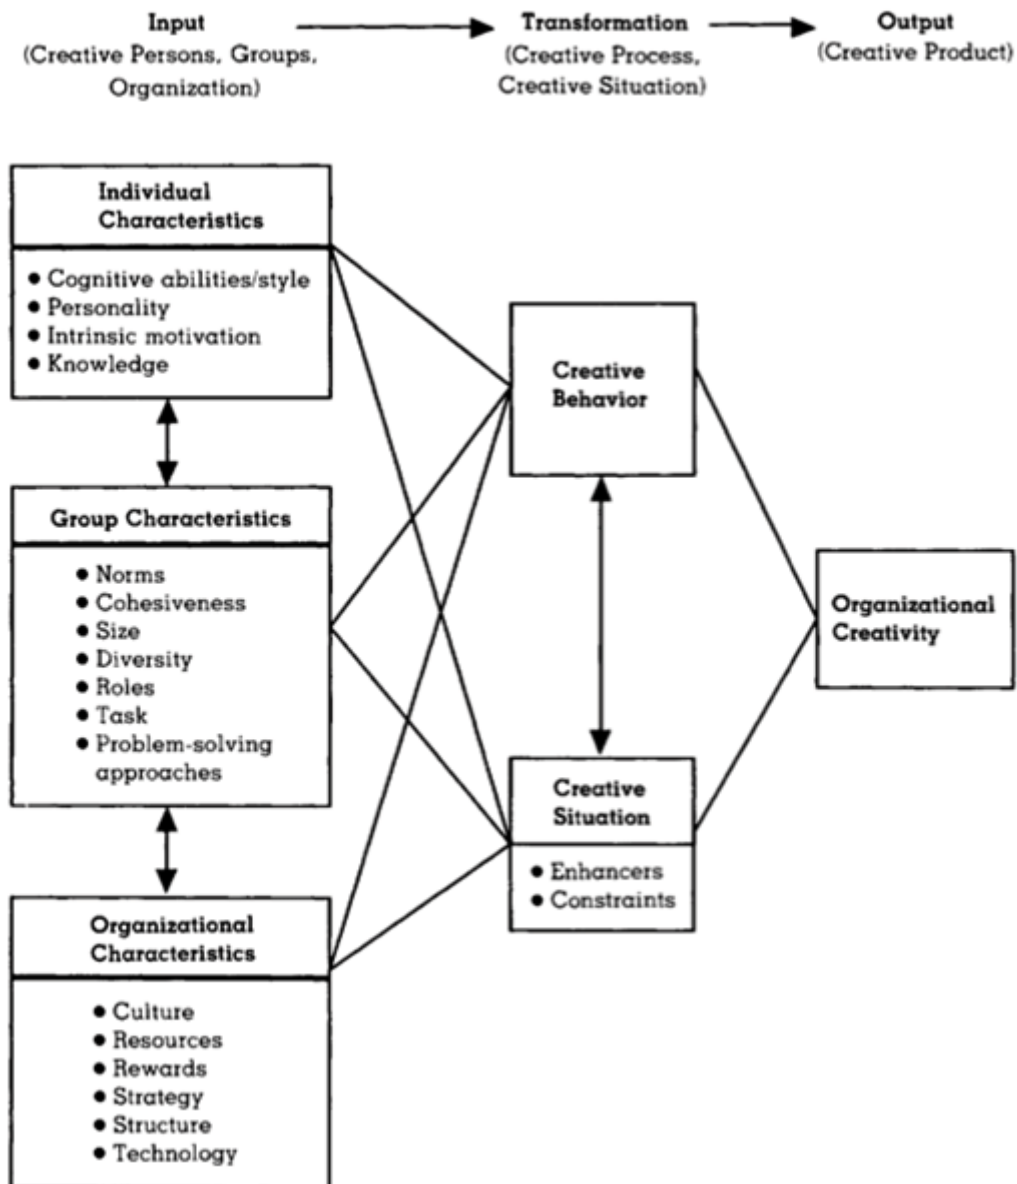 Input
(Creative Persons, Groups,
Organization)
Transformation
(Creative Process,
Creative Situation)
Output
(Creative Product)
Individual
Characteristics
● Cognitive abilities/style
● Personality
● Intrinsic motivation
● Knowledge
Group Characteristics
● Norms
● Cohesiveness
● Size
● Diversity
● Roles
● Task
● Problem-solving
approaches
Organizational
Characteristics
● Culture
● Resources
● Rewards
● Strategy
● Structure
● Technology
Creative
Behavior
Creative
Situation
● Enhancers
● Constraints
Organizational
Creativity